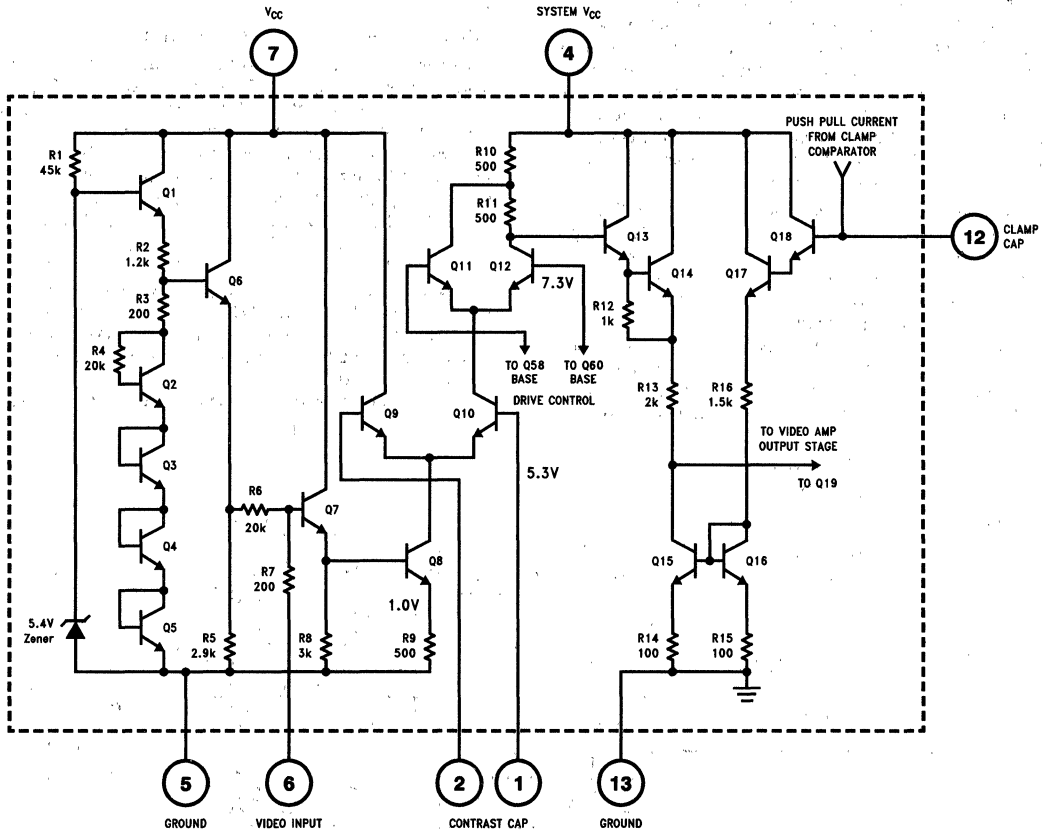 V_CC
SYSTEM V_CC
7
4
PUSH PULL CURRENT
FROM CLAMP
COMPARATOR
R1
45k
Q1
R10
500
R11
500
R2
1.2k
Q6
Q11
Q12
7.3V
Q13
Q14
Q17
Q18
12
CLAMP
CAP
R3
200
R12
1k
R4
20k
Q2
TO Q58
BASE
TO Q60
BASE
DRIVE CONTROL
R13
2k
R16
1.5k
Q9
Q10
Q3
5.3V
TO VIDEO AMP
OUTPUT STAGE
TO Q19
R6
20k
Q7
Q4
Q8
Q15
Q16
R7
200
1.0V
5.4V
Zener
Q5
R5
2.9k
R8
3k
R9
500
R14
100
R15
100
5
6
2
1
13
GROUND
VIDEO INPUT
CONTRAST CAP
GROUND